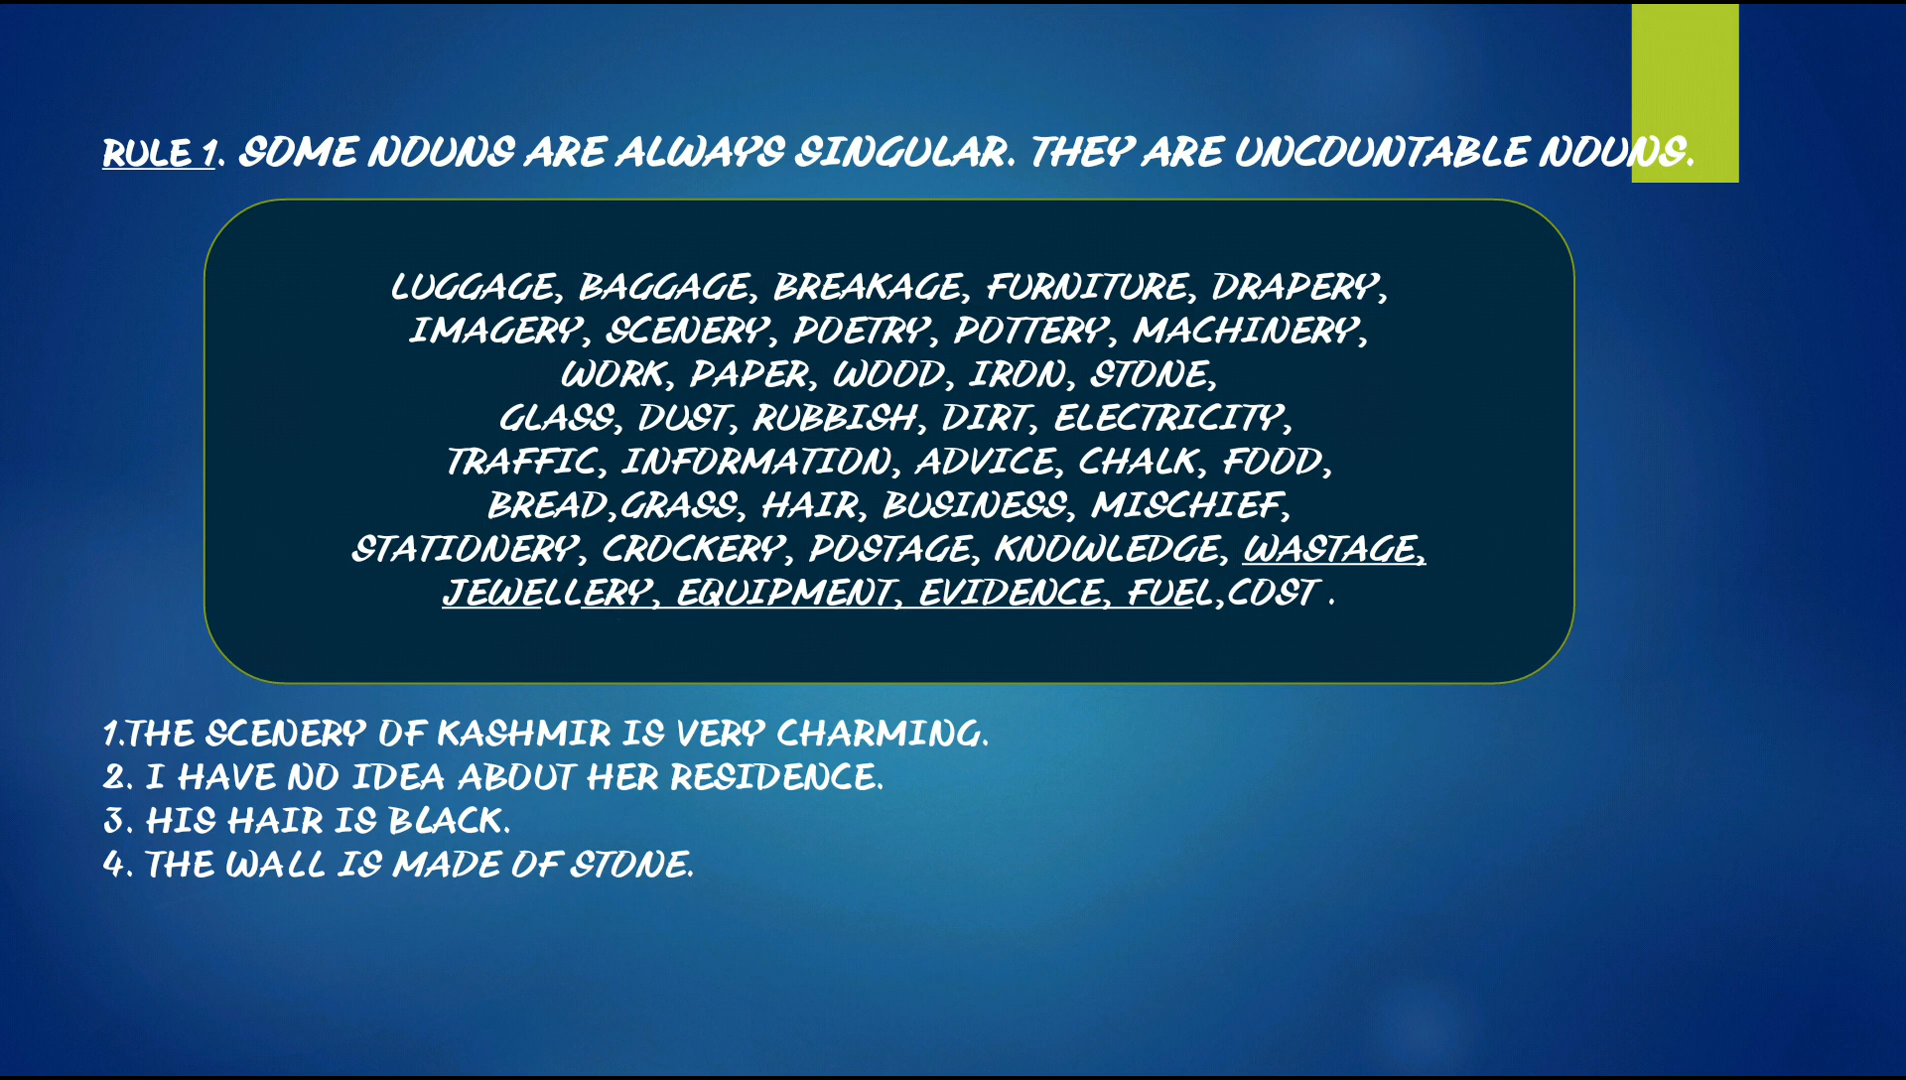 RULE 1. SOME NOUNS ARE ALWAYS SINGULAR. THEY ARE UNCOUNTABLE NOUNS.
LUGGAGE, BAGGAGE, BREAKAGE, FURNITURE, DRAPERY,
IMAGERY, SCENERY, POETRY, POTTERY, MACHINERY,
WORK, PAPER, WOOD, IRON, STONE,
GLASS, DUST, RUBBISH, DIRT, ELECTRICITY,
TRAFFIC, INFORMATION, ADVICE, CHALK, FOOD,
BREAD,GRASS, HAIR, BUSINESS, MISCHIEF,
STATIONERY, CROCKERY, POSTAGE, KNOWLEDGE, WASTAGE,
JEWELLERY, EQUIPMENT, EVIDENCE, FUEL,COST .
1.THE SCENERY OF KASHMIR IS VERY CHARMING.
2. I HAVE NO IDEA ABOUT HER RESIDENCE.
3. HIS HAIR IS BLACK.
4. THE WALL IS MADE OF STONE.